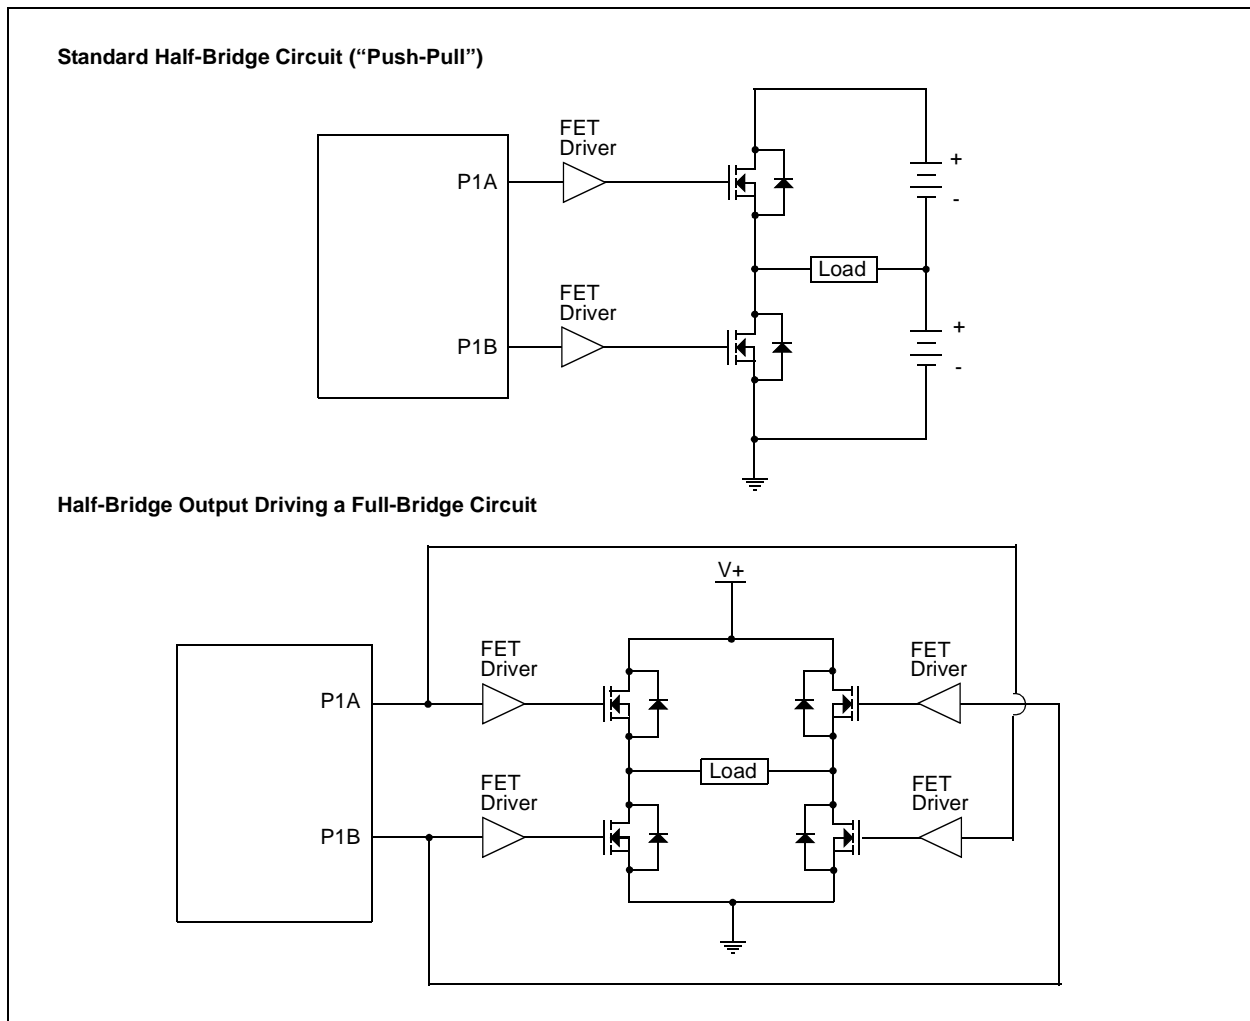 Standard Half-Bridge Circuit (“Push-Pull”)
FET
Driver
P1A
+
-
Load
FET
Driver
P1B
+
-
Half-Bridge Output Driving a Full-Bridge Circuit
V+
FET
Driver
FET
Driver
P1A
Load
FET
Driver
FET
Driver
P1B